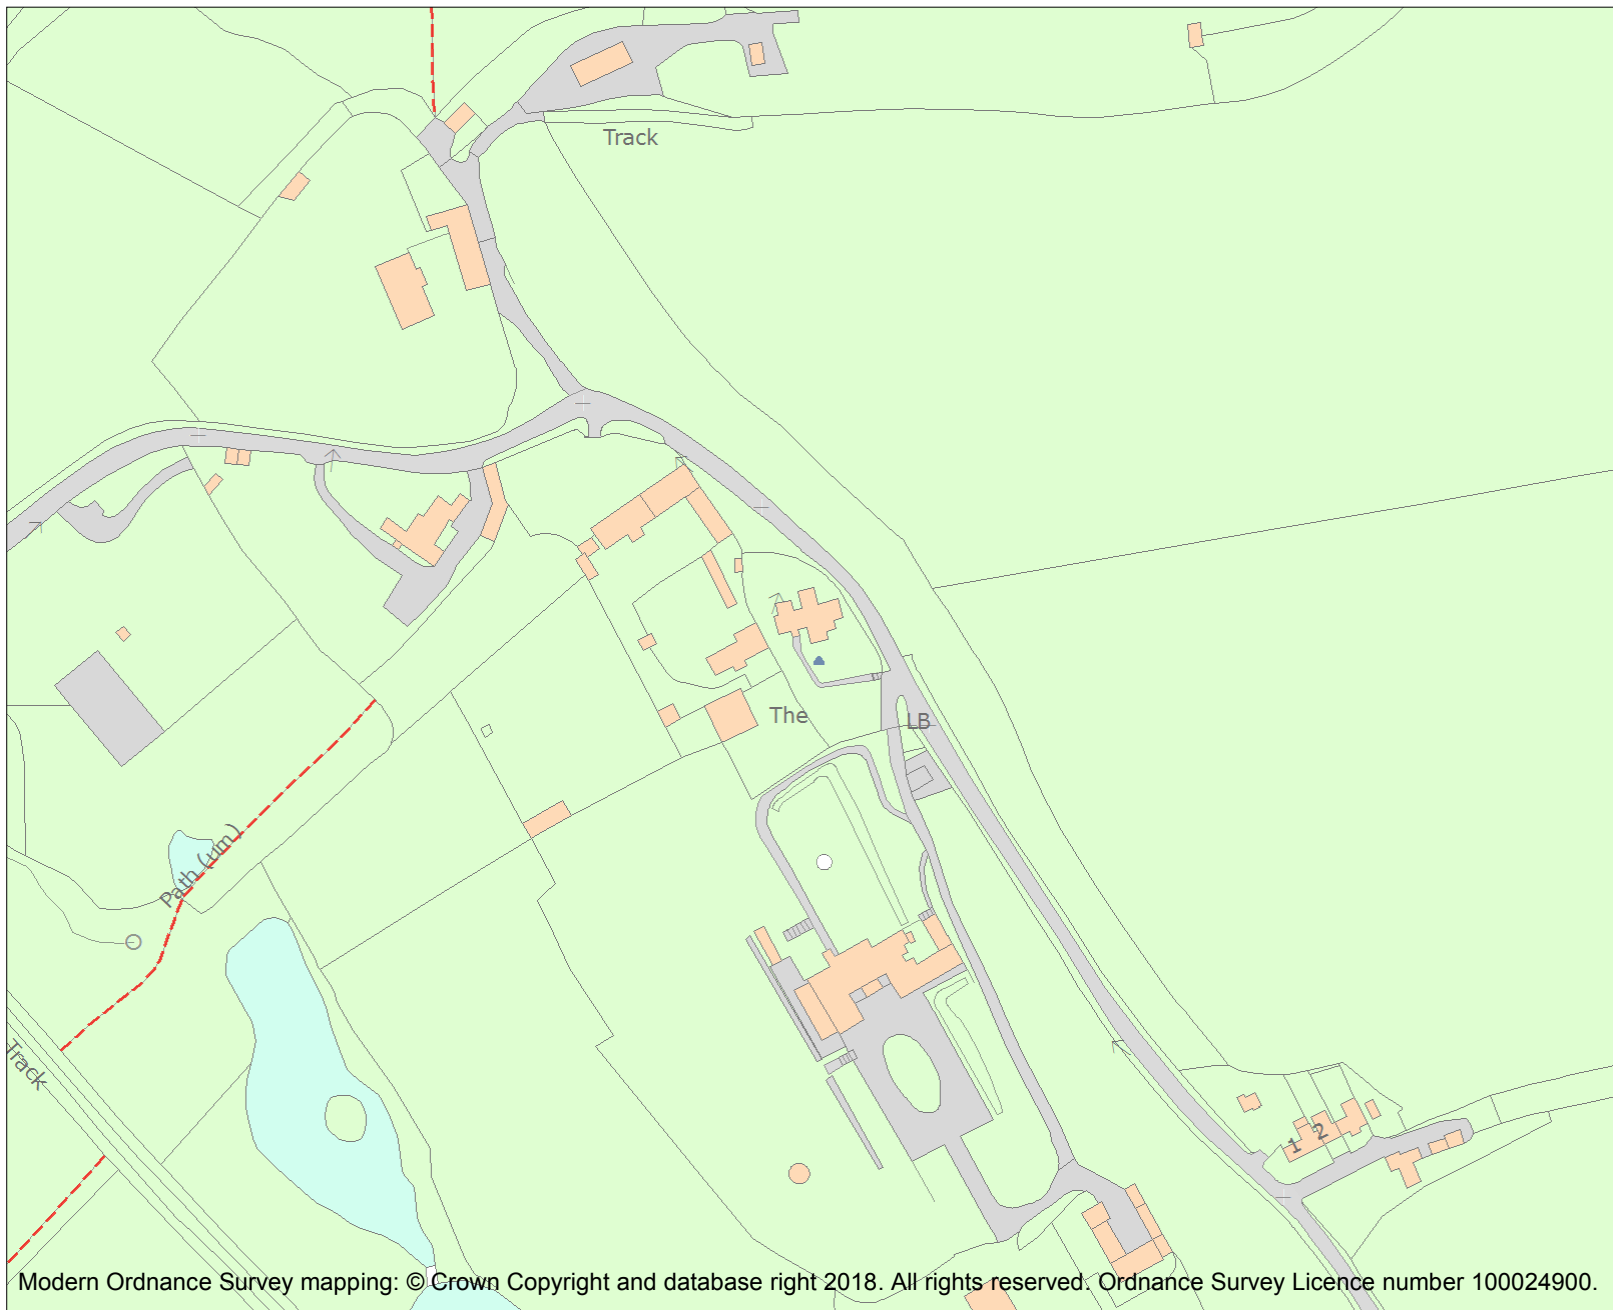 Track
The
LB
Path (um)
Track
1
2
Modern Ordnance Survey mapping: © Crown Copyright and database right 2018. All rights reserved. Ordnance Survey Licence number 100024900.